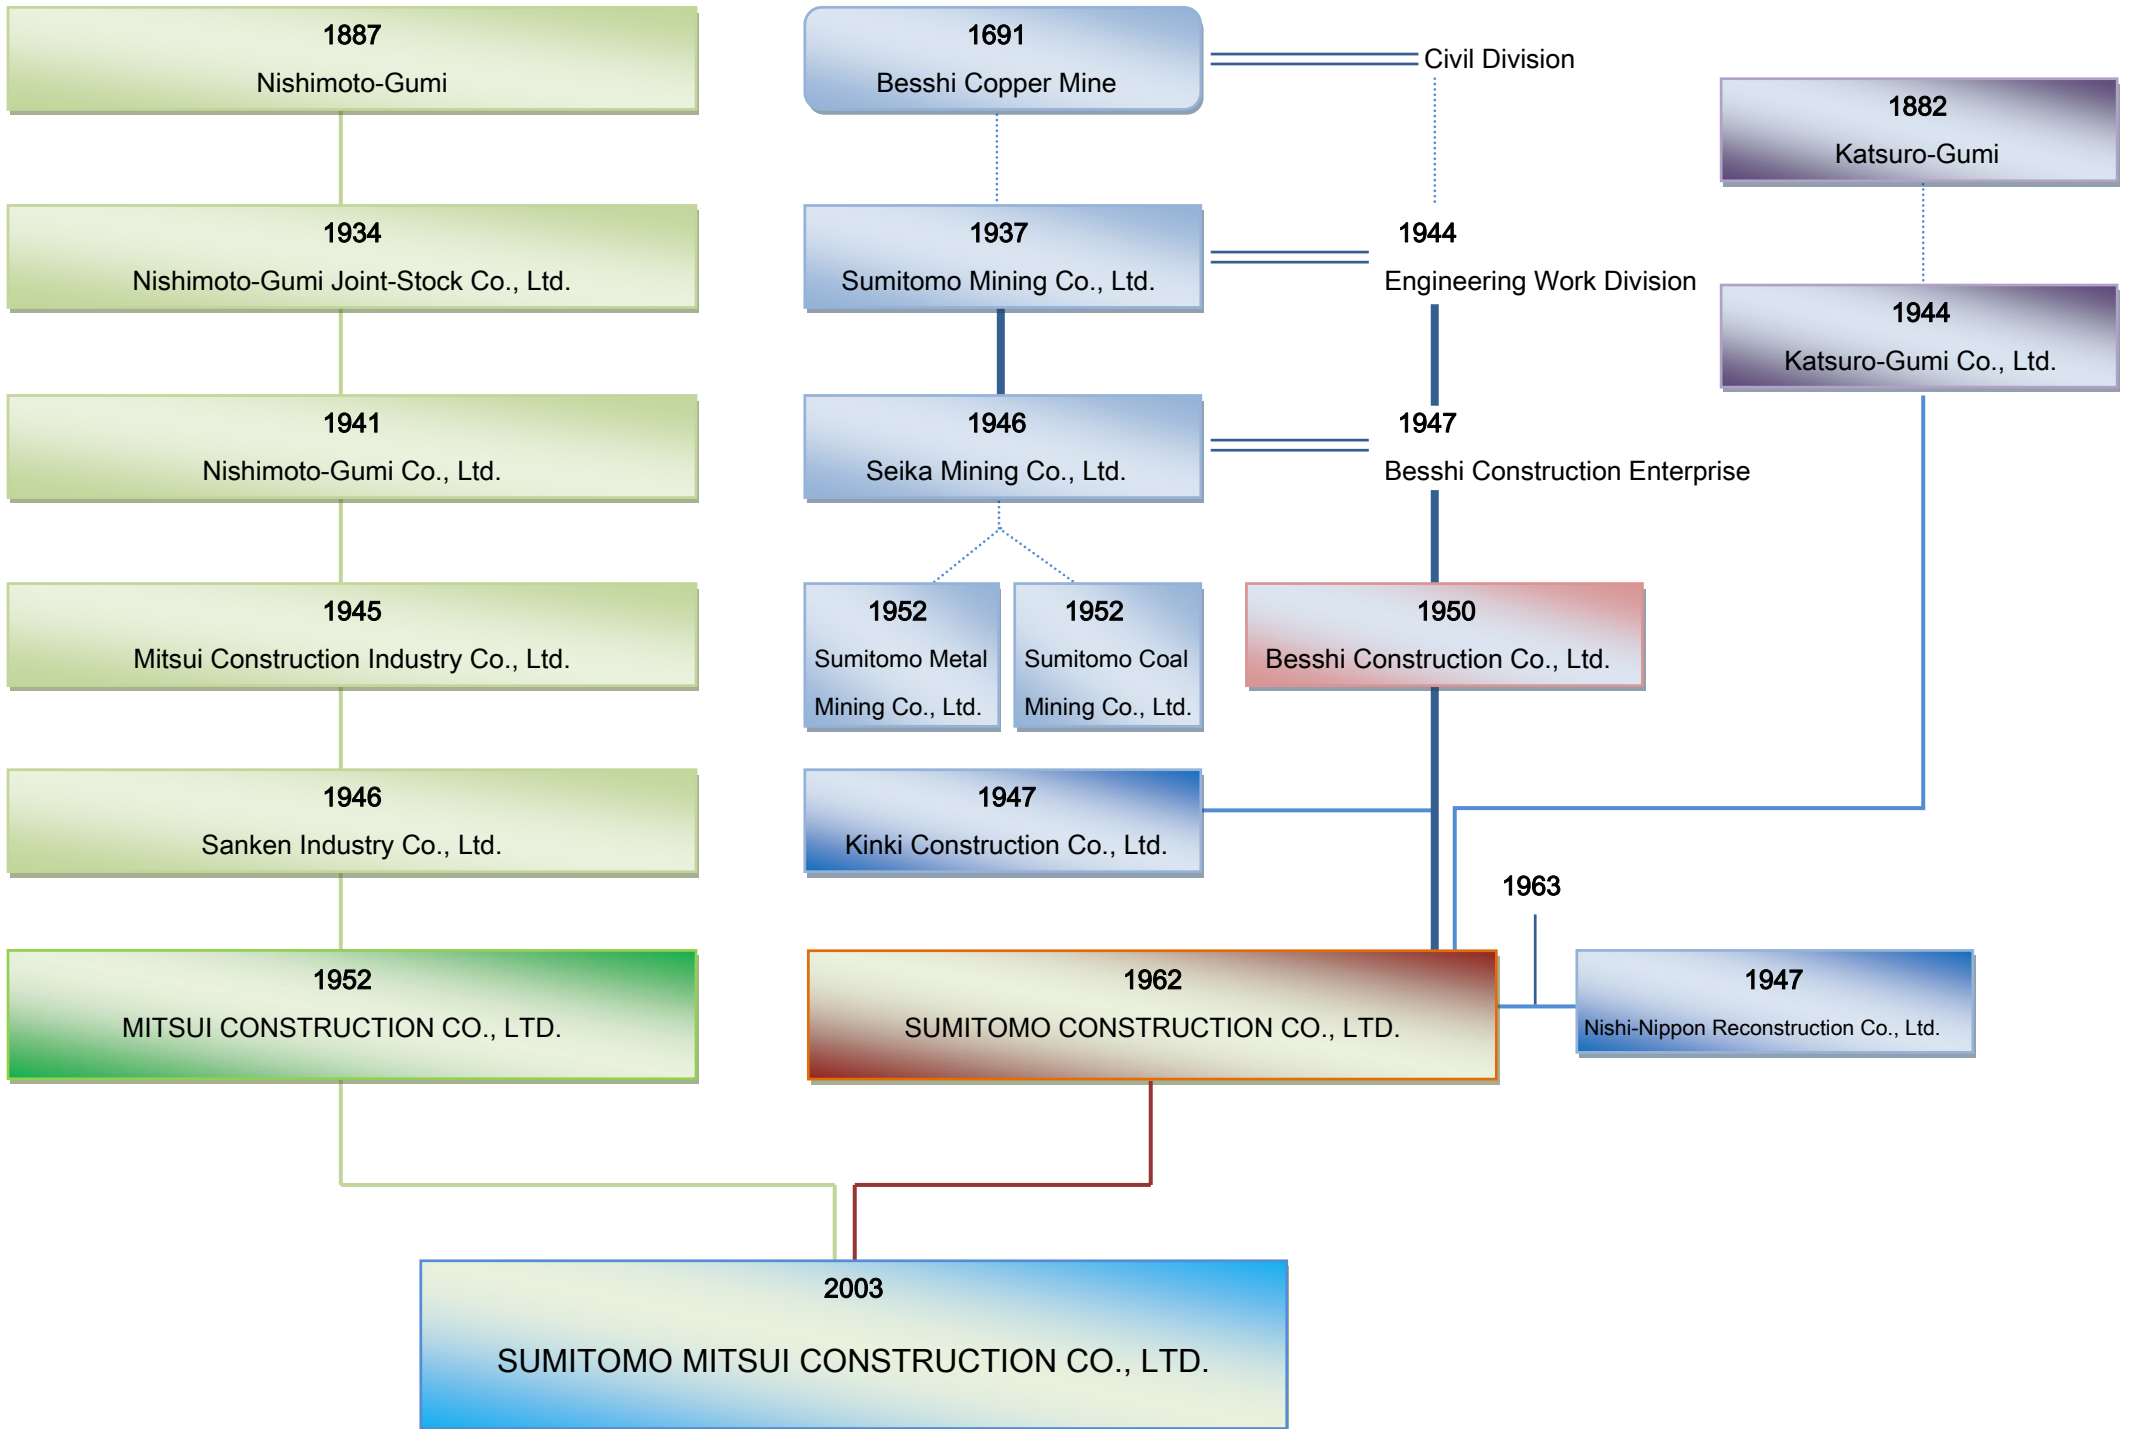 1887
Nishimoto-Gumi
1691
Besshi Copper Mine
Civil Division
1882
Katsuro-Gumi
1934
Nishimoto-Gumi Joint-Stock Co., Ltd.
1937
Sumitomo Mining Co., Ltd.
1944
Engineering Work Division
1944
Katsuro-Gumi Co., Ltd.
1941
Nishimoto-Gumi Co., Ltd.
1946
Seika Mining Co., Ltd.
1947
Besshi Construction Enterprise
1945
Mitsui Construction Industry Co., Ltd.
1952
Sumitomo Metal
Mining Co., Ltd.
1952
Sumitomo Coal
Mining Co., Ltd.
1950
Besshi Construction Co., Ltd.
1946
Sanken Industry Co., Ltd.
1947
Kinki Construction Co., Ltd.
1963
1952
MITSUI CONSTRUCTION CO., LTD.
1962
SUMITOMO CONSTRUCTION CO., LTD.
1947
Nishi-Nippon Reconstruction Co., Ltd.
2003
SUMITOMO MITSUI CONSTRUCTION CO., LTD.